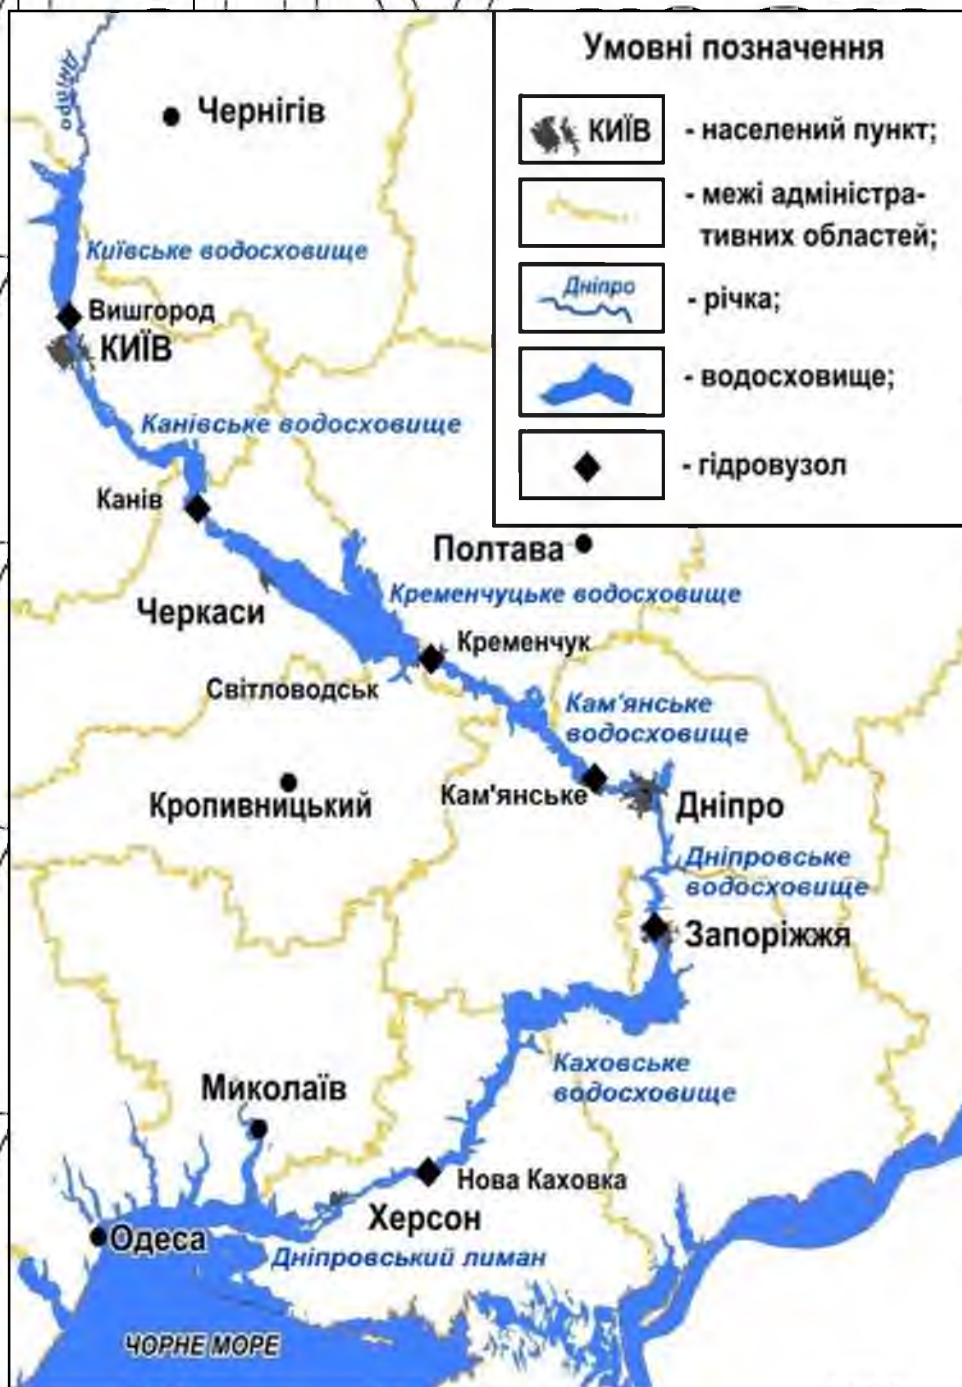 Умовні позначення
КИЇВ
- населений пункт;
- межі адміністра-
тивних областей;
Дніпро
- річка;
- водосховище;
- гідровузол
Дніпро
Чернігів
Київське водосховище
Вишгород
КИЇВ
Канівське водосховище
Канів
Полтава
Кременчуцьке водосховище
Черкаси
Кременчук
Світловодськ
Кам'янське
водосховище
Кропивницький
Кам'янське
Дніпро
Дніпровське
водосховище
Запоріжжя
Каховське
водосховище
Миколаїв
Нова Каховка
Херсон
Одеса
Дніпровський лиман
ЧОРНЕ МОРЕ